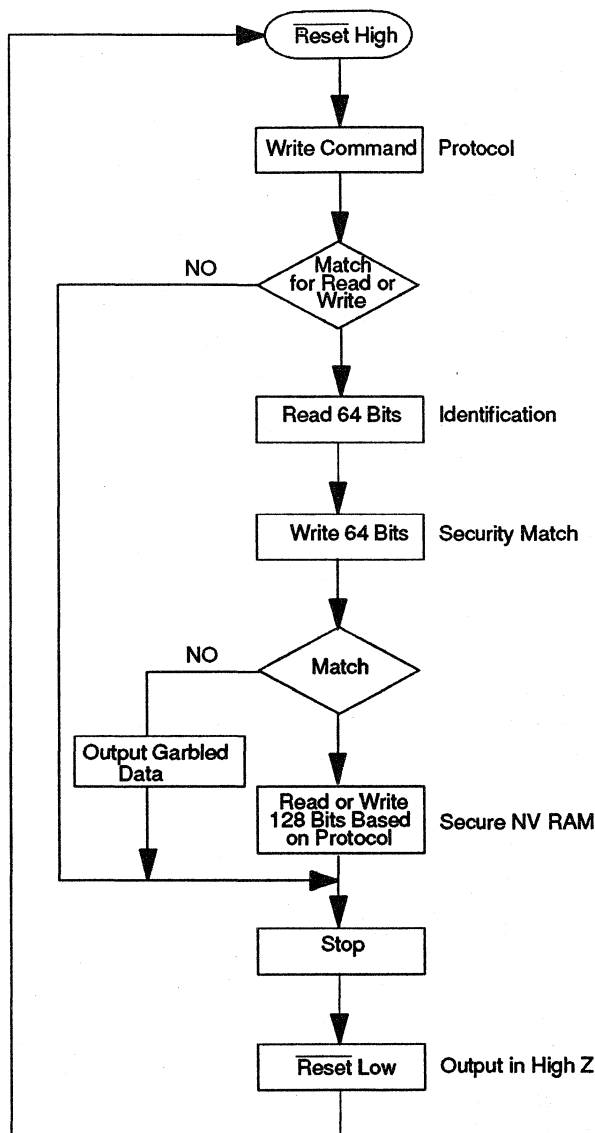 Reset High
Write Command
Protocol
Match
for Read or
Write
NO
Read 64 Bits
Identification
Write 64 Bits
Security Match
NO
Match
Output Garbled
Data
Read or Write
128 Bits Based
on Protocol
Secure NV RAM
Stop
Reset Low
Output in High Z